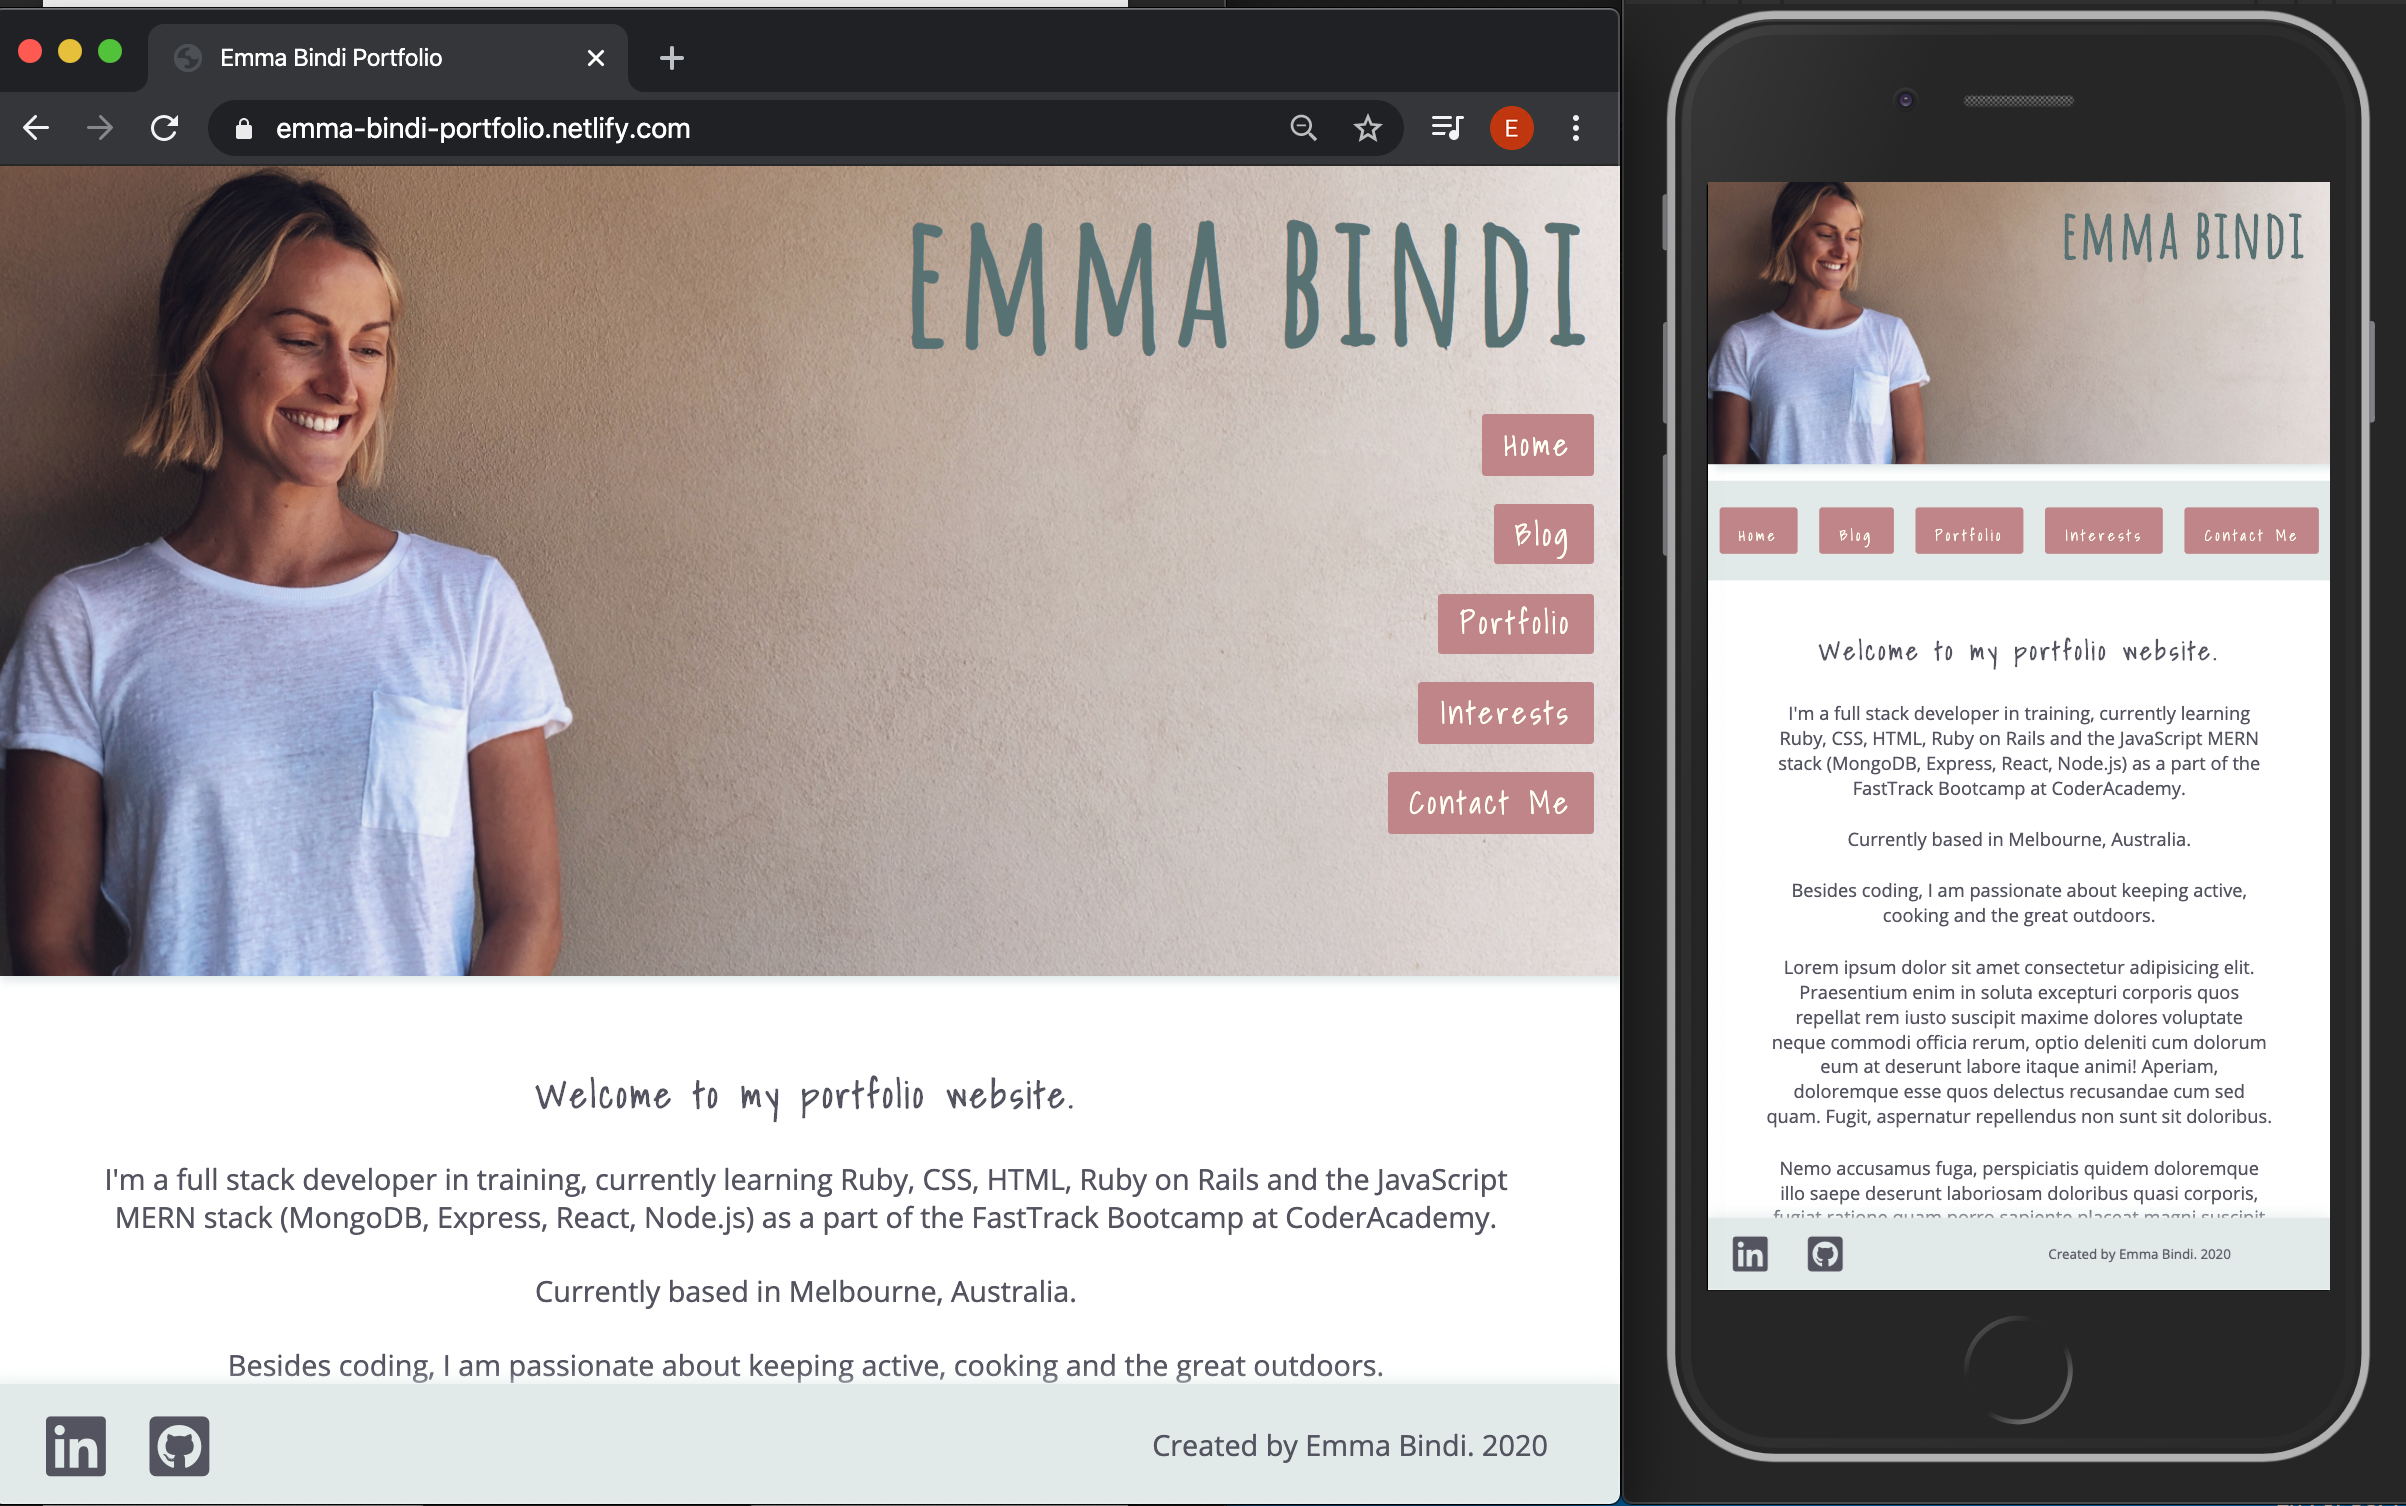 Emma Bindi Portfolio
emma-bindi-portfolio.netlify.com
E
EMMA BINDI
Home
Blog
Portfolio
Interests
Contact Me
Welcome to my portfolio website.
I'm a full stack developer in training, currently learning Ruby, CSS, HTML, Ruby on Rails and the JavaScript
MERN stack (MongoDB, Express, React, Node.js) as a part of the FastTrack Bootcamp at CoderAcademy.
Currently based in Melbourne, Australia.
Besides coding, I am passionate about keeping active, cooking and the great outdoors.
in
Created by Emma Bindi. 2020
EMMA BINDI
Home Blog Portfolio Interests Contact Me
Welcome to my portfolio website.
I'm a full stack developer in training, currently learning
Ruby, CSS, HTML, Ruby on Rails and the JavaScript MERN
stack (MongoDB, Express, React, Node.js) as a part of the
FastTrack Bootcamp at CoderAcademy.
Currently based in Melbourne, Australia.
Besides coding, I am passionate about keeping active,
cooking and the great outdoors.
Lorem ipsum dolor sit amet consectetur adipisicing elit.
Praesentium enim in soluta excepturi corporis quos
repellat rem iusto suscipit maxime dolores voluptate
neque commodi officia rerum, optio deleniti cum dolorum
eum at deserunt labore itaque animi! Aperiam,
doloremque esse quos delectus recusandae cum sed
quam. Fugit, aspernatur repellendus non sunt sit doloribus.
Nemo accusamus fuga, perspiciatis quidem doloremque
illo saepe deserunt laboriosam doloribus quasi corporis,
fugiat ratione quam porro sapiente placeat magni suscipit
in
Created by Emma Bindi. 2020